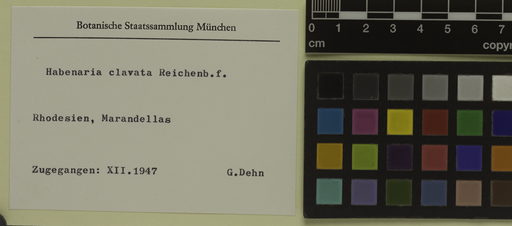 Botanische Staatssammlung München
Habenaria clavata Reichenb.f.
Rhodesien, Marandellas
Zugegangen: XII.1947 G.Dehn
0 1 2 3 4 5 6 7
cm copyr